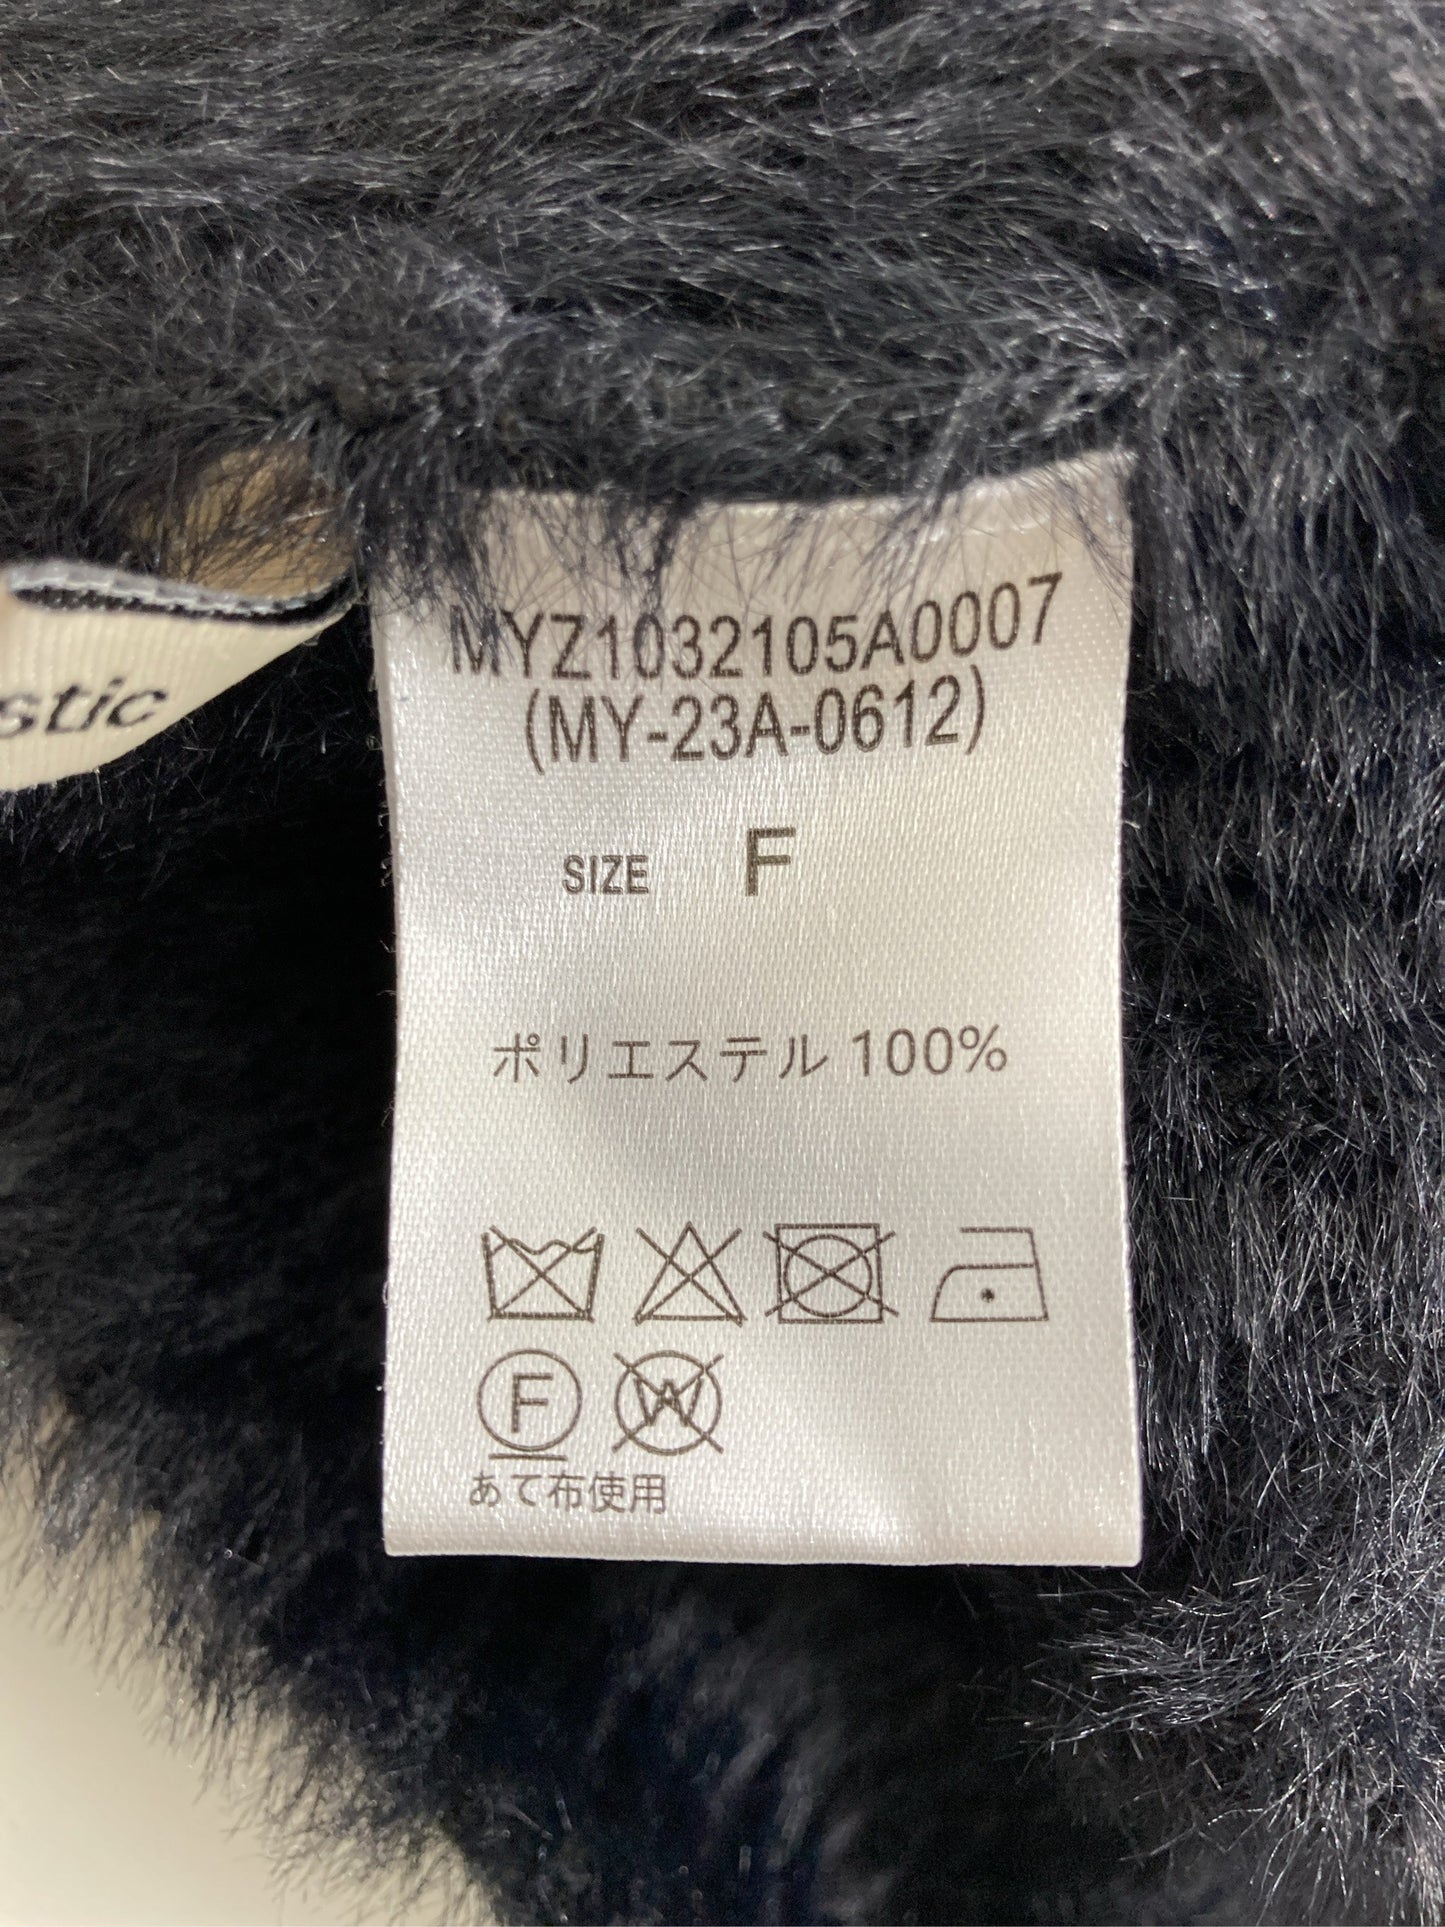 MYZ1032105A0007
(MY-23A-0612)
stic
SIZE F
ポリエステル 100%
F W
あて布使用